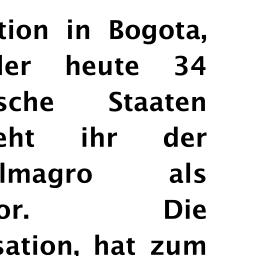 tion in Bogota,
der heute 34
sche Staaten
eht ihr der
lmagro als
or. Die
sation, hat zum